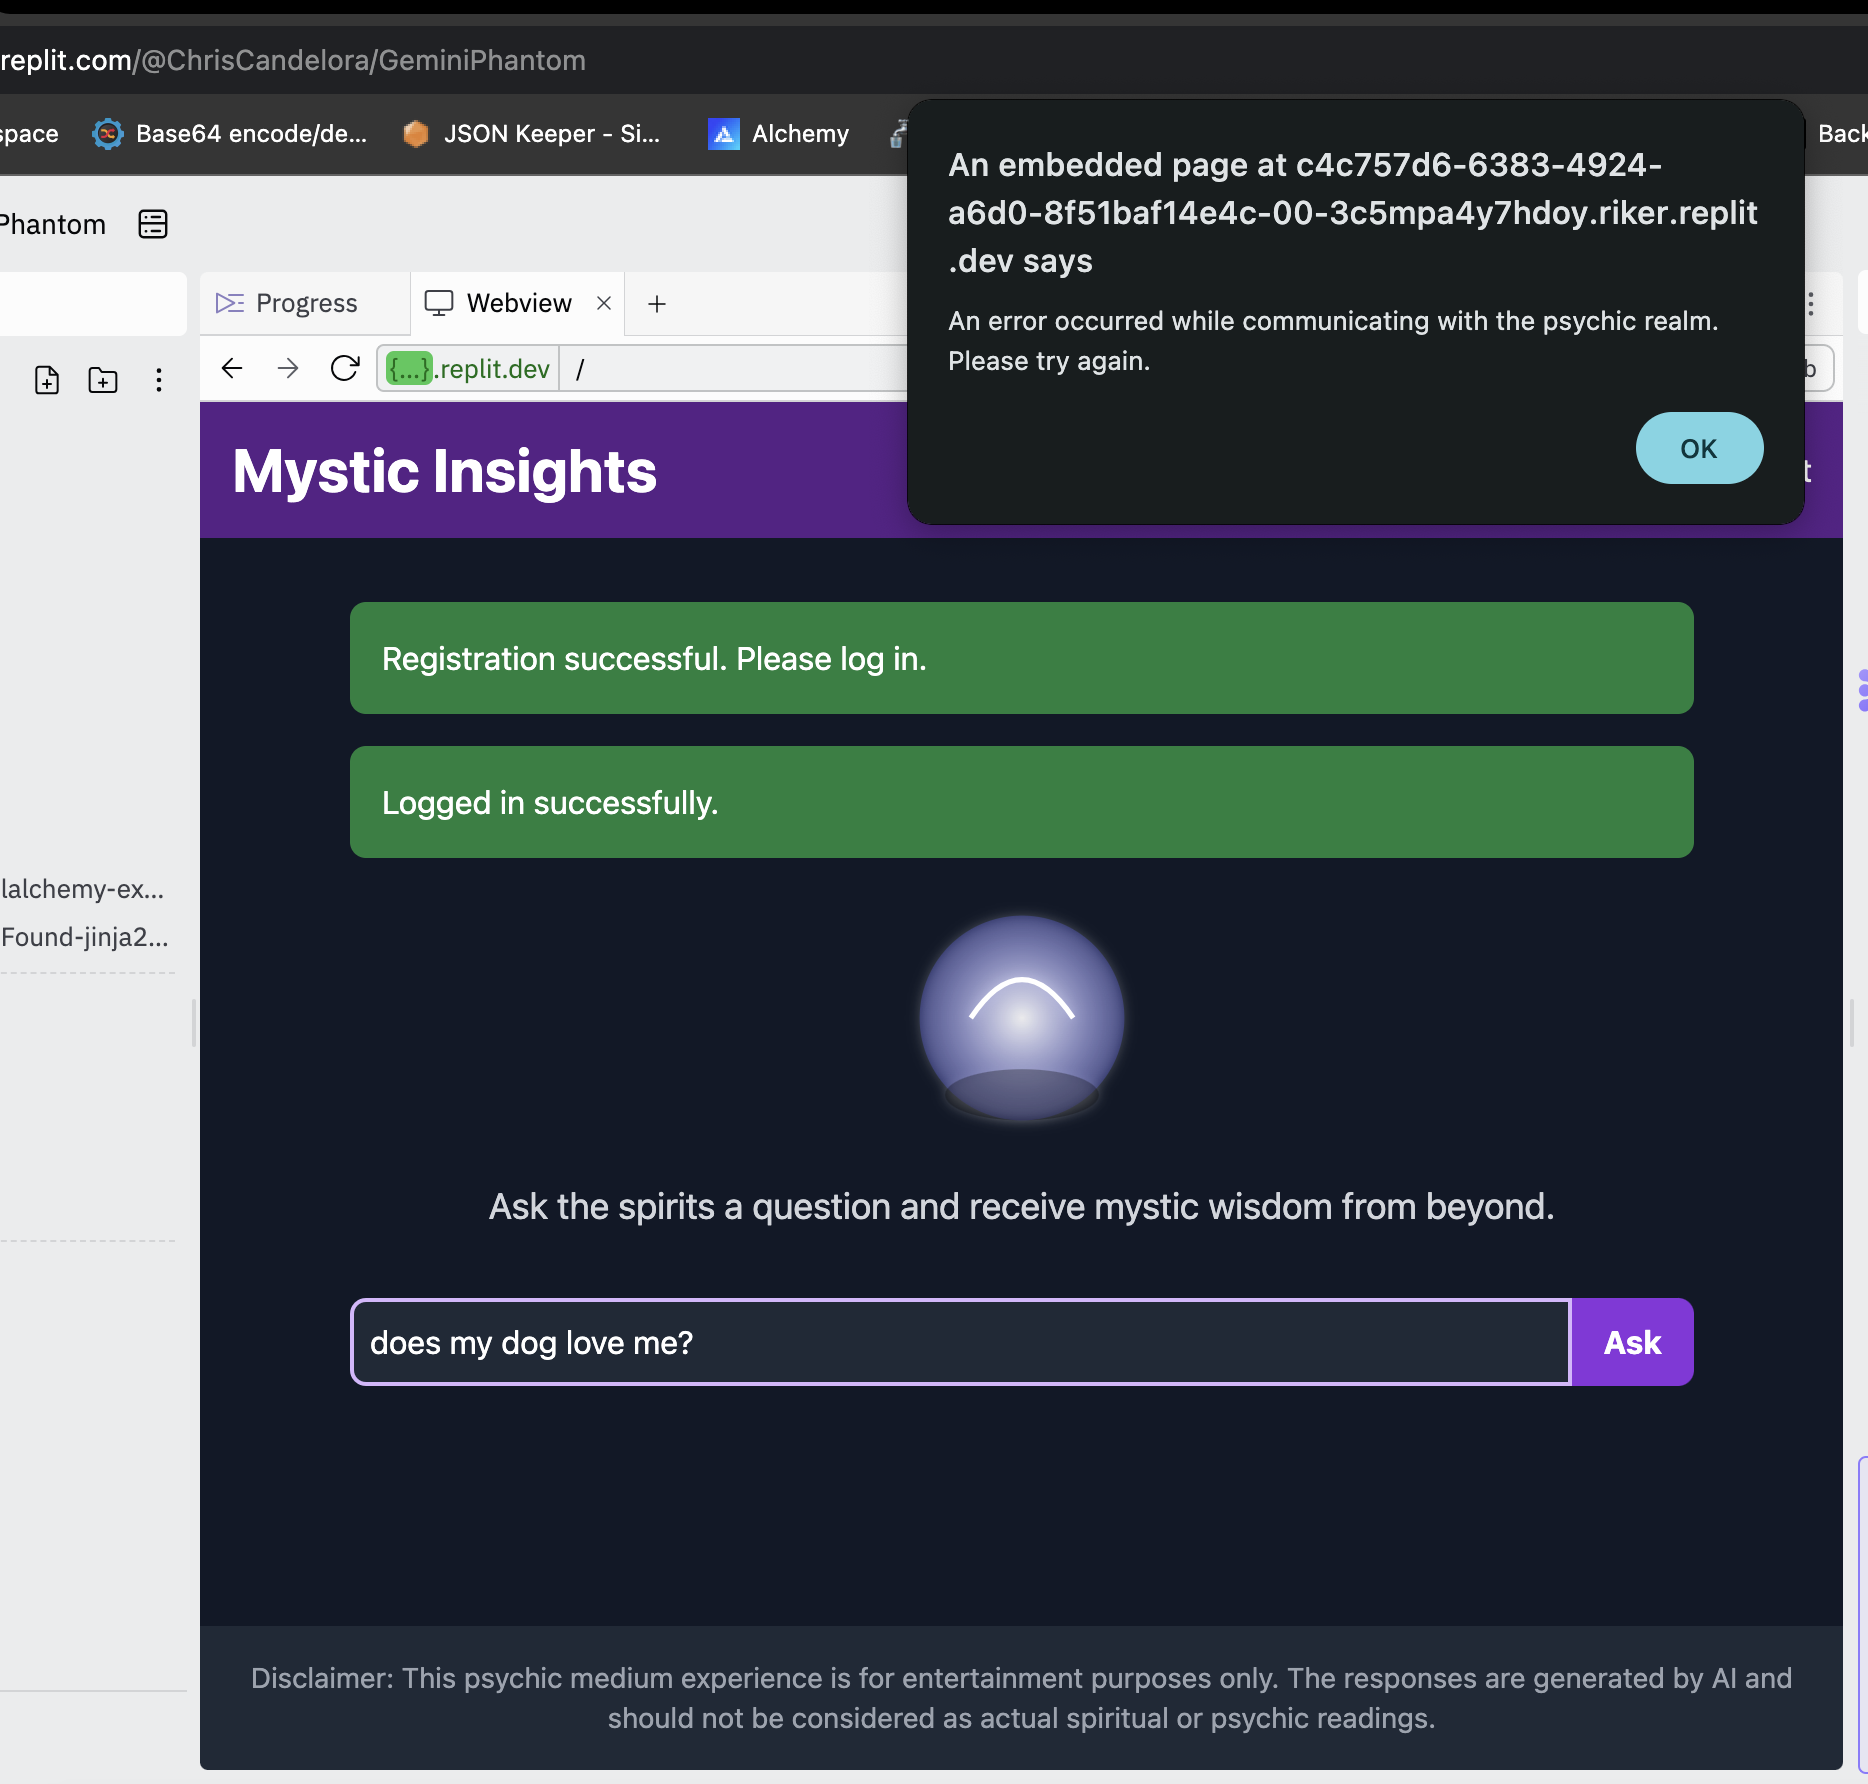 replit.com/@ChrisCandelora/GeminiPhantom
space
Base64 encode/de...
JSON Keeper - Si...
Alchemy
Back
An embedded page at c4c757d6-6383-4924-
a6d0-8f51baf14e4c-00-3c5mpa4y7hdoy.riker.replit
.dev says
An error occurred while communicating with the psychic realm.
Please try again.
OK
Phantom
Progress
Webview
{...}.replit.dev
/
b
Mystic Insights
t
Registration successful. Please log in.
Logged in successfully.
lalchemy-ex...
Found-jinja2...
Ask the spirits a question and receive mystic wisdom from beyond.
does my dog love me?
Ask
Disclaimer: This psychic medium experience is for entertainment purposes only. The responses are generated by AI and
should not be considered as actual spiritual or psychic readings.